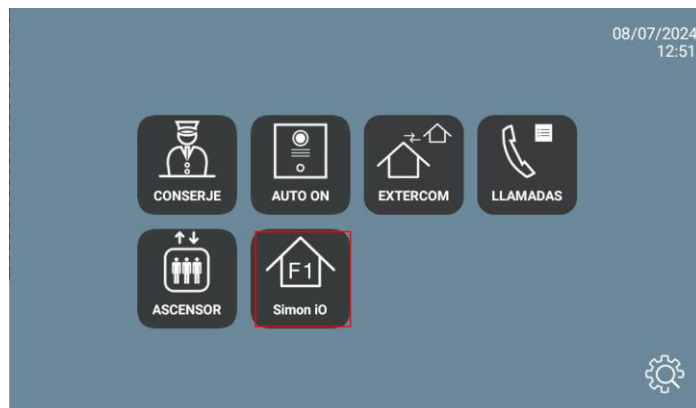 08/07/2024
12:51
CONSERJE
AUTO ON
EXTERCOM
LLAMADAS
ASCENSOR
F1
Simon iO